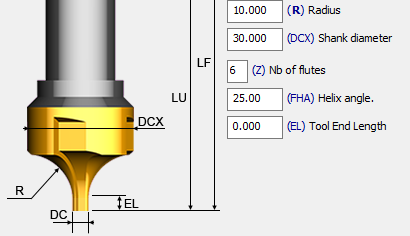 10.000 (R) Radius
30.000 (DCX) Shank diameter
6 (Z) Nb of flutes
25.00 (FHA) Helix angle.
0.000 (EL) Tool End Length
LF
LU
DCX
R
EL
DC